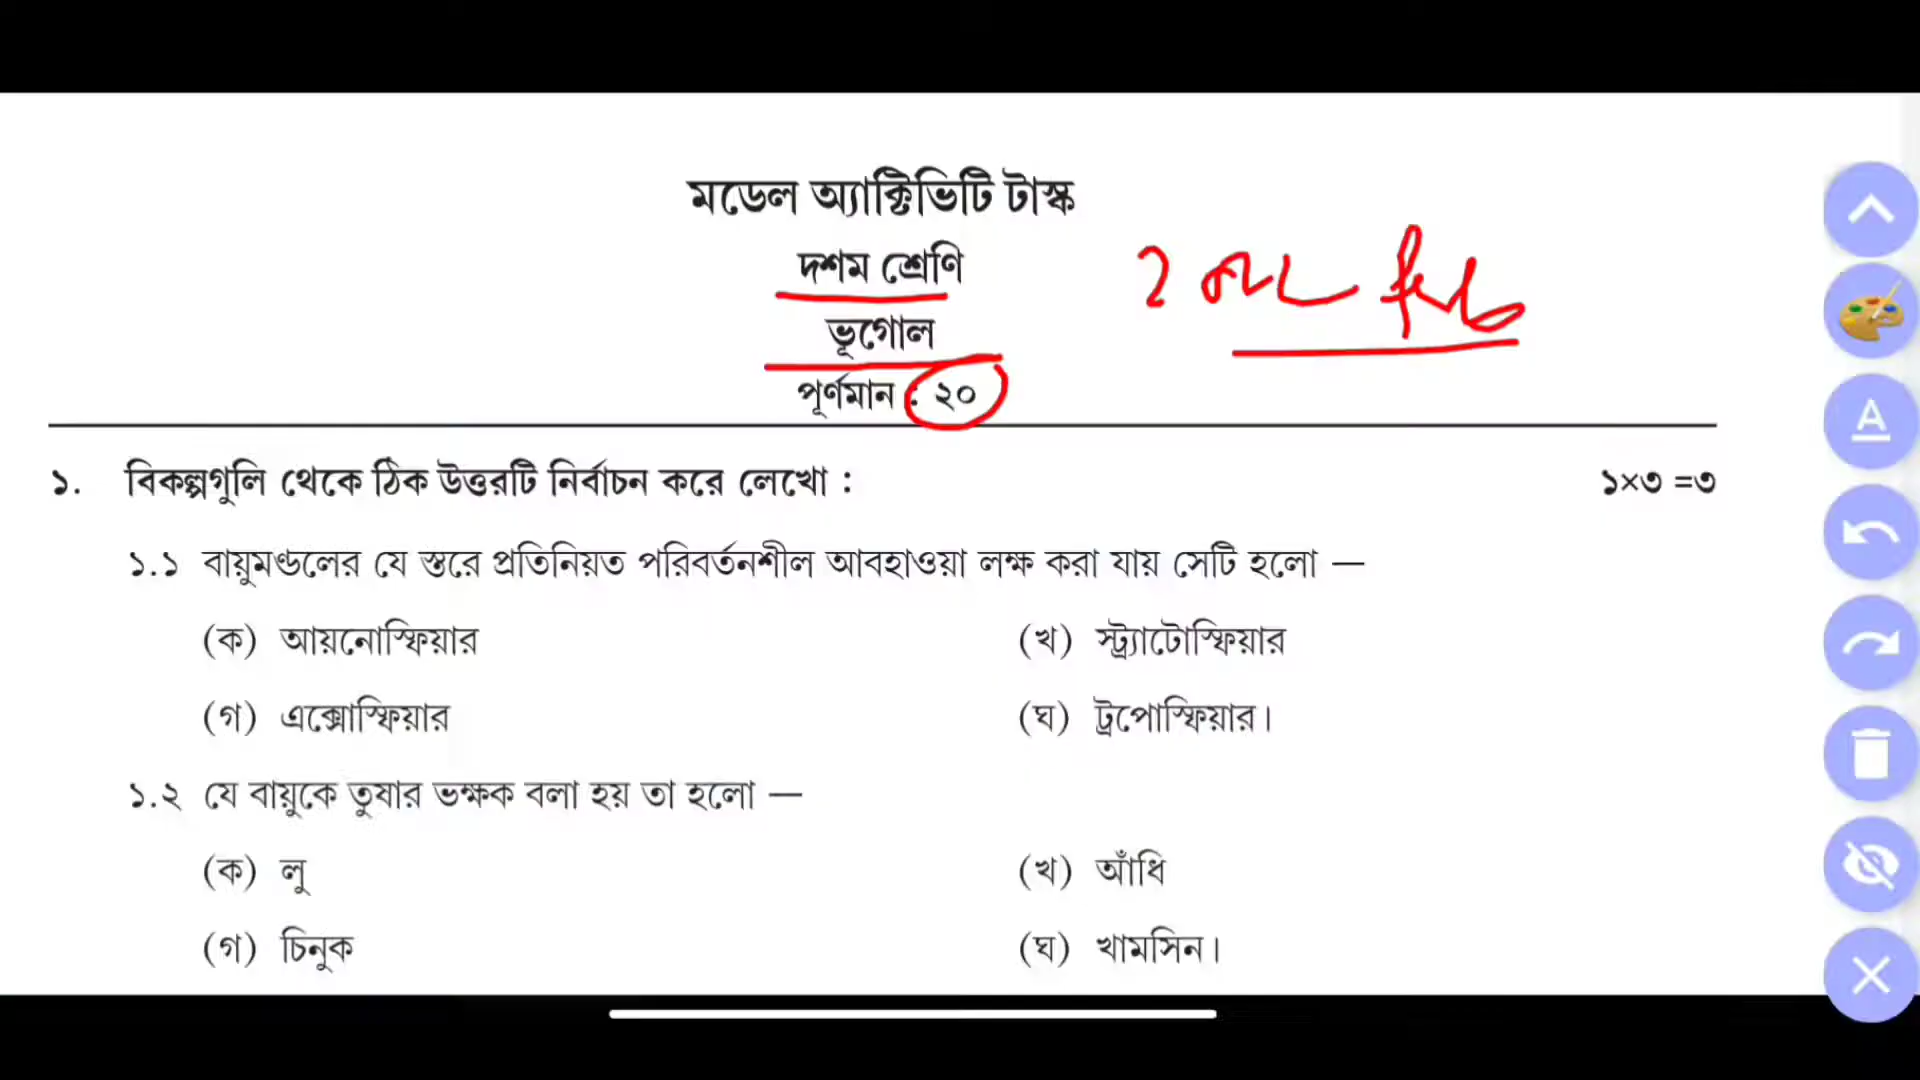 মডেল অ্যাক্টিভিটি টাস্ক
দশম শ্রেণি
ভূগোল
পূর্ণমান : ২০
১. বিকল্পগুলি থেকে ঠিক উত্তরটি নির্বাচন করে লেখো : ১×৩ =৩
১.১ বায়ুমণ্ডলের যে স্তরে প্রতিনিয়ত পরিবর্তনশীল আবহাওয়া লক্ষ করা যায় সেটি হলো —
(ক) আয়নোস্ফিয়ার (খ) স্ট্র্যাটোস্ফিয়ার
(গ) এক্সোস্ফিয়ার (ঘ) ট্রপোস্ফিয়ার।
১.২ যে বায়ুকে তুষার ভক্ষক বলা হয় তা হলো —
(ক) লু (খ) আঁধি
(গ) চিনুক (ঘ) খামসিন।
A